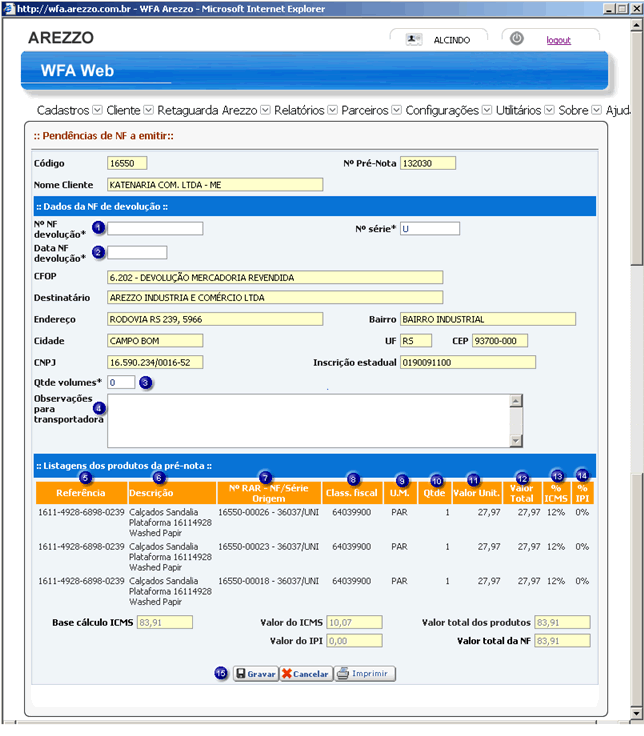 http://wfa.arezzo.com.br - WFA Arezzo - Microsoft Internet Explorer
AREZZO
ALCINDO
logout
WFA Web
Cadastros Cliente Retaguarda Arezzo Relatórios Parceiros Configurações Utilitários Sobre Ajud
:: Pendências de NF a emitir::
Código 16550 Nº Pré-Nota 132030
Nome Cliente KATENARIA COM. LTDA - ME
:: Dados da NF de devolução ::
Nº NF devolução* 1 Nº série* U
Data NF devolução* 2
CFOP 6.202 - DEVOLUÇÃO MERCADORIA REVENDIDA
Destinatário AREZZO INDUSTRIA E COMÉRCIO LTDA
Endereço RODOVIA RS 239, 5966 Bairro BAIRRO INDUSTRIAL
Cidade CAMPO BOM UF RS CEP 93700-000
CNPJ 16.590.234/0016-52 Inscrição estadual 0190091100
Qtde volumes* 0 3
Observações
para 4
transportadora
:: Listagens dos produtos da pré-nota ::
5 6 7 8 9 10 11 12 13 14
Referência Descrição Nº RAR - NF/Série Origem Class. fiscal U.M. Qtde Valor Unit. Valor Total % ICMS % IPI
1611-4928-6898-0239 Calçados Sandalia 16550-00026 - 36037/UNI 64039900 PAR 1 27,97 27,97 12% 0%
Plataforma 16114928
Washed Papir
1611-4928-6898-0239 Calçados Sandalia 16550-00023 - 36037/UNI 64039900 PAR 1 27,97 27,97 12% 0%
Plataforma 16114928
Washed Papir
1611-4928-6898-0239 Calçados Sandalia 16550-00018 - 36037/UNI 64039900 PAR 1 27,97 27,97 12% 0%
Plataforma 16114928
Washed Papir
Base cálculo ICMS 83,91 Valor do ICMS 10,07 Valor total dos produtos 83,91
Valor do IPI 0,00 Valor total da NF 83,91
15 Gravar Cancelar Imprimir